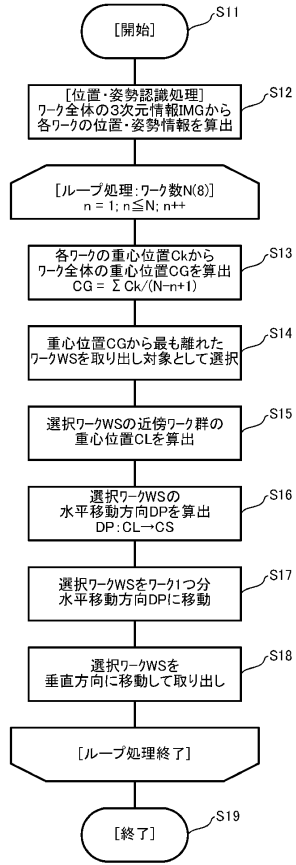 [開始]
S11
[位置・姿勢認識処理]
ワーク全体の3次元情報IMGから
各ワークの位置・姿勢情報を算出
S12
[ループ処理:ワーク数N(8)]
n = 1; n≦N; n++
各ワークの重心位置Ckから
ワーク全体の重心位置CGを算出
CG = ΣCk/(N-n+1)
S13
重心位置CGから最も離れた
ワークWSを取り出し対象として選択
S14
選択ワークWSの近傍ワーク群の
重心位置CLを算出
S15
選択ワークWSの
水平移動方向DPを算出
DP:CL→CS
S16
選択ワークWSをワーク1つ分
水平移動方向DPに移動
S17
選択ワークWSを
垂直方向に移動して取り出し
S18
[ループ処理終了]
[終了]
S19